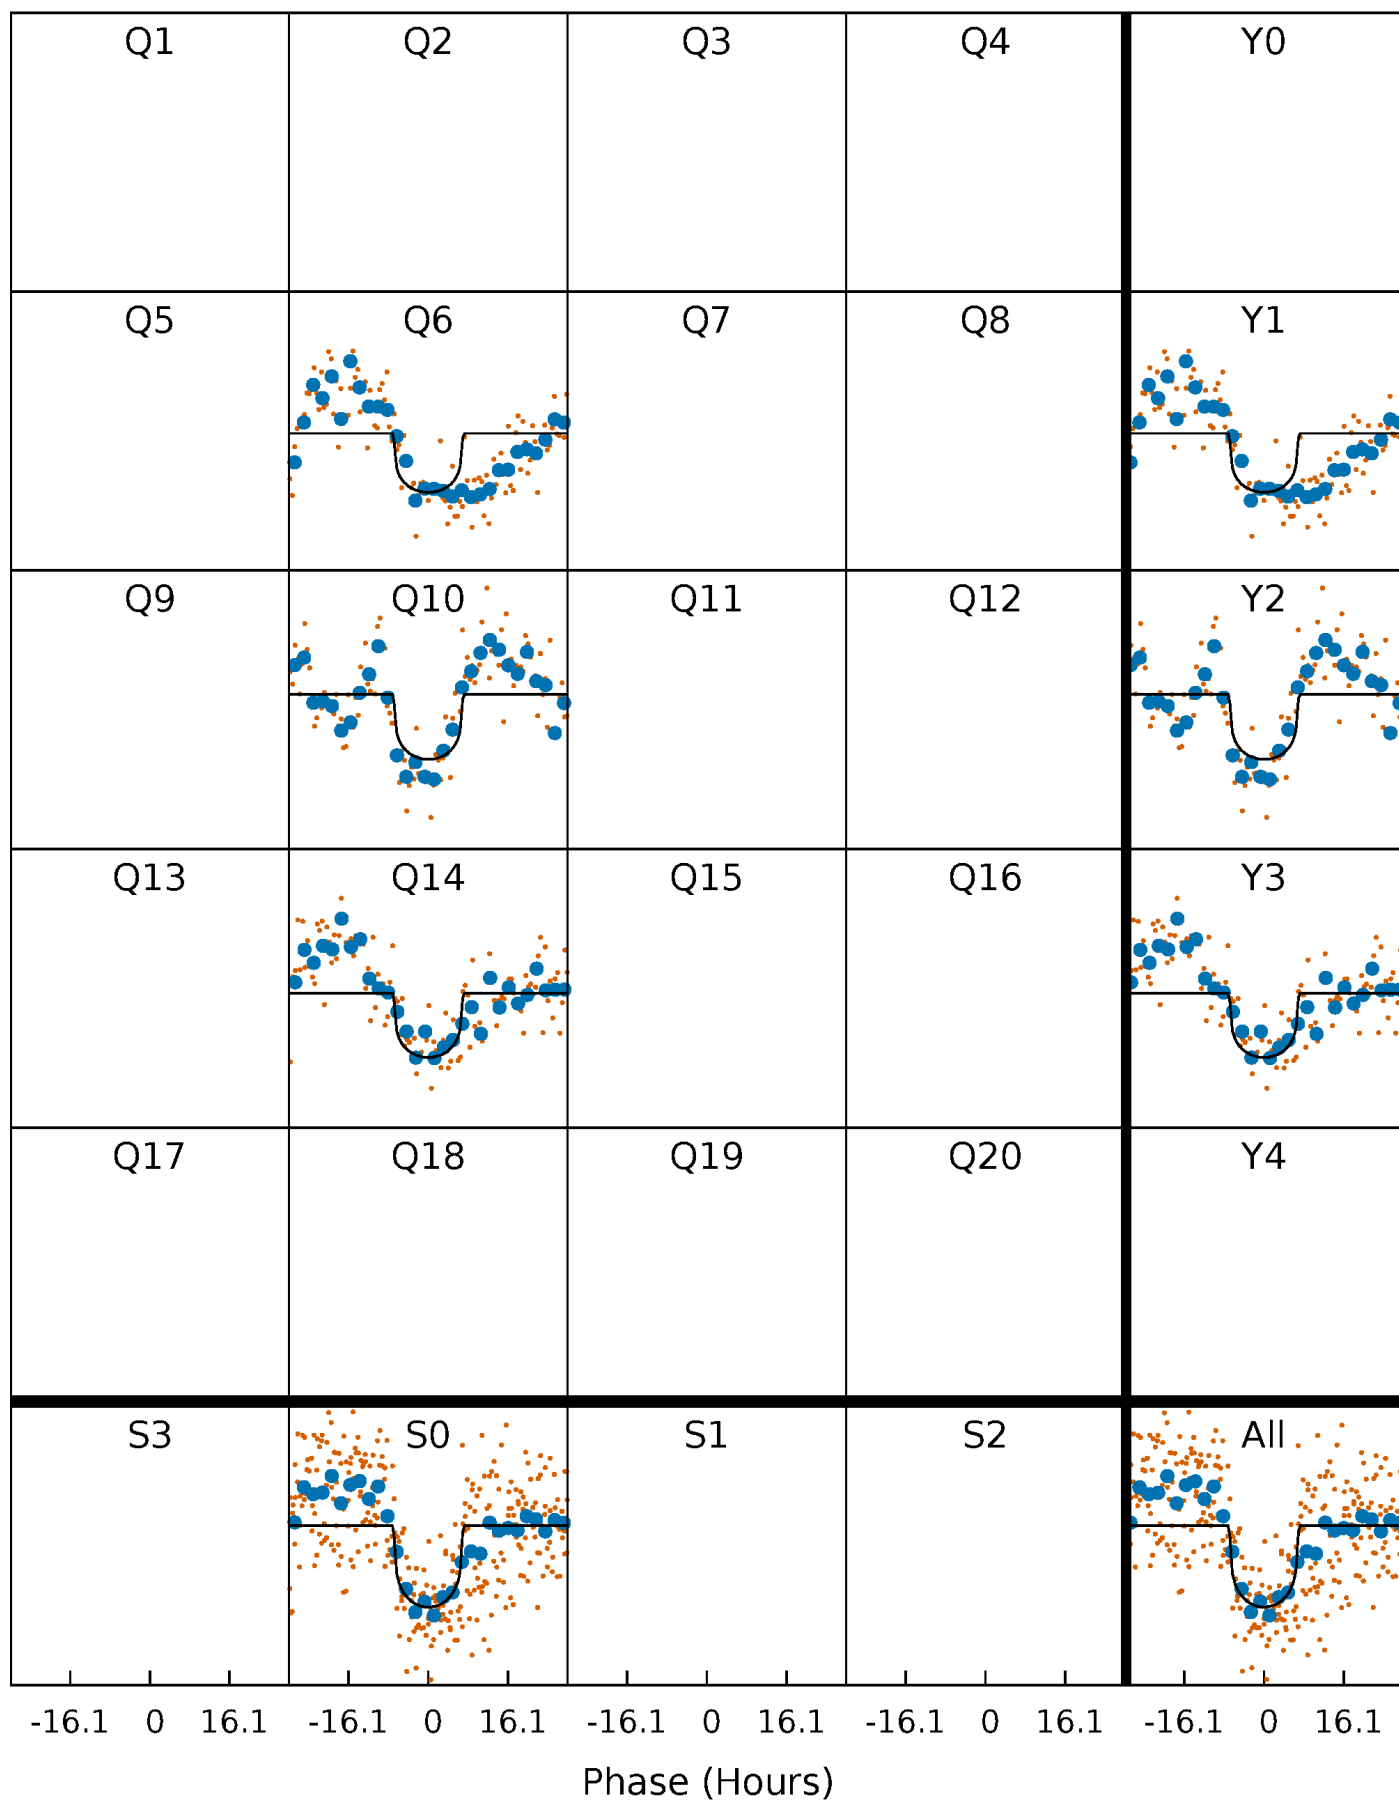 Q1 Q2 Q3 Q4 Y0
Q5 Q6 Q7 Q8 Y1
Q9 Q10 Q11 Q12 Y2
Q13 Q14 Q15 Q16 Y3
Q17 Q18 Q19 Q20 Y4
S3 S0 S1 S2 All
-16.1 0 16.1 -16.1 0 16.1 -16.1 0 16.1 -16.1 0 16.1 -16.1 0 16.1
Phase (Hours)